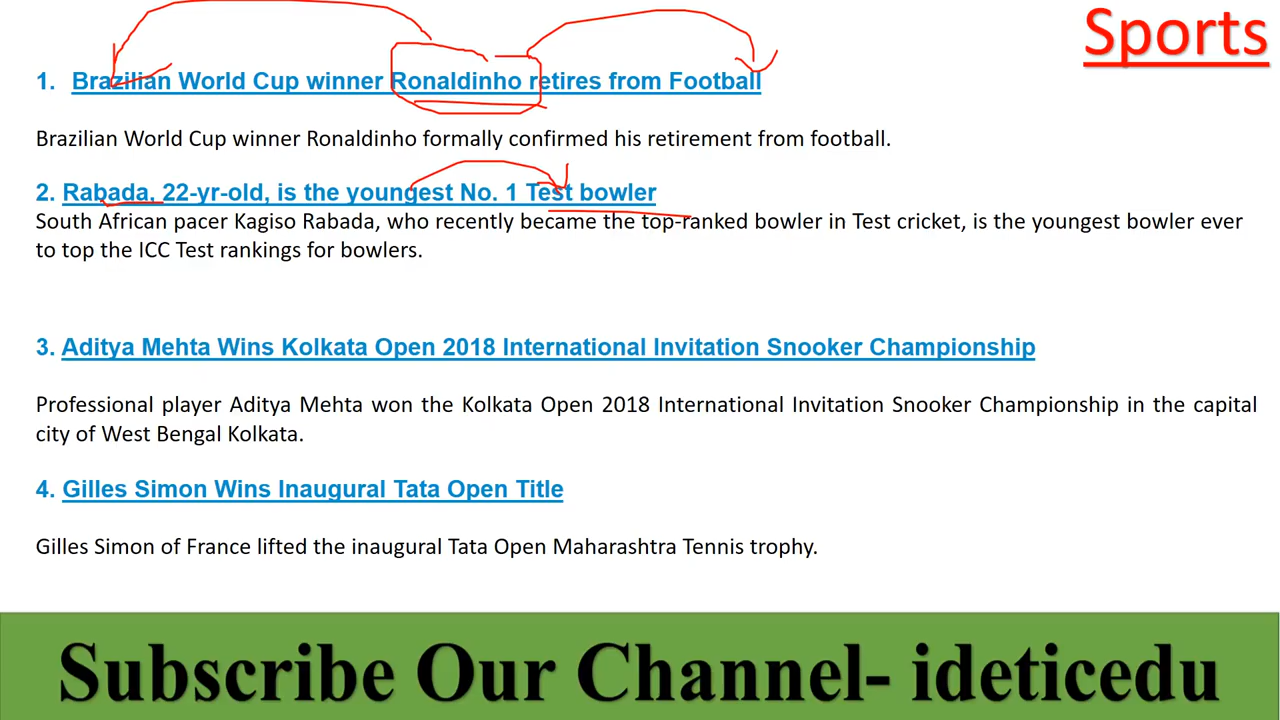 Sports
1. Brazilian World Cup winner Ronaldinho retires from Football
Brazilian World Cup winner Ronaldinho formally confirmed his retirement from football.
2. Rabada, 22-yr-old, is the youngest No. 1 Test bowler
South African pacer Kagiso Rabada, who recently became the top-ranked bowler in Test cricket, is the youngest bowler ever
to top the ICC Test rankings for bowlers.
3. Aditya Mehta Wins Kolkata Open 2018 International Invitation Snooker Championship
Professional player Aditya Mehta won the Kolkata Open 2018 International Invitation Snooker Championship in the capital
city of West Bengal Kolkata.
4. Gilles Simon Wins Inaugural Tata Open Title
Gilles Simon of France lifted the inaugural Tata Open Maharashtra Tennis trophy.
Subscribe Our Channel- ideticedu